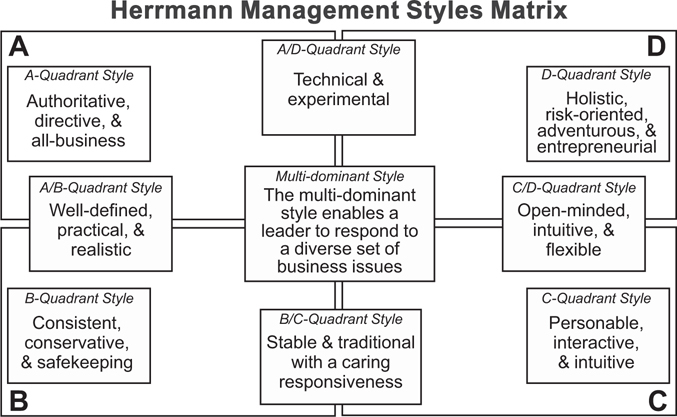 Herrmann Management Styles Matrix
A
D
A/D-Quadrant Style
Technical &
experimental
A-Quadrant Style
Authoritative,
directive, &
all-business
D-Quadrant Style
Holistic,
risk-oriented,
adventurous, &
entrepreneurial
A/B-Quadrant Style
Well-defined,
practical, &
realistic
Multi-dominant Style
The multi-dominant
style enables a
leader to respond to
a diverse set of
business issues
C/D-Quadrant Style
Open-minded,
intuitive, &
flexible
B-Quadrant Style
Consistent,
conservative,
& safekeeping
B/C-Quadrant Style
Stable & traditional
with a caring
responsiveness
C-Quadrant Style
Personable,
interactive,
& intuitive
B
C